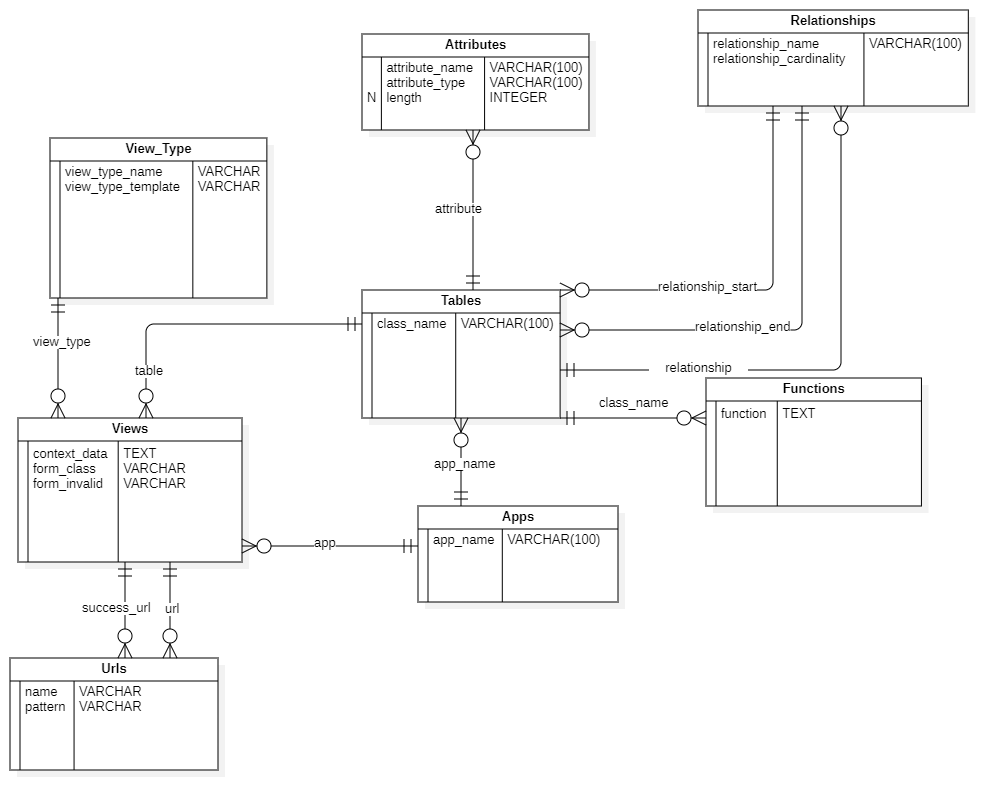 Relationships
relationship_name VARCHAR(100)
relationship_cardinality
Attributes
attribute_name VARCHAR(100)
attribute_type VARCHAR(100)
N length INTEGER
View_Type
view_type_name VARCHAR
view_type_template VARCHAR
attribute
relationship_start
Tables
class_name VARCHAR(100)
relationship_end
view_type
table
relationship
Functions
function TEXT
class_name
Views
context_data TEXT
form_class VARCHAR
form_invalid VARCHAR
app_name
Apps
app_name VARCHAR(100)
app
success_url url
Urls
name VARCHAR
pattern VARCHAR